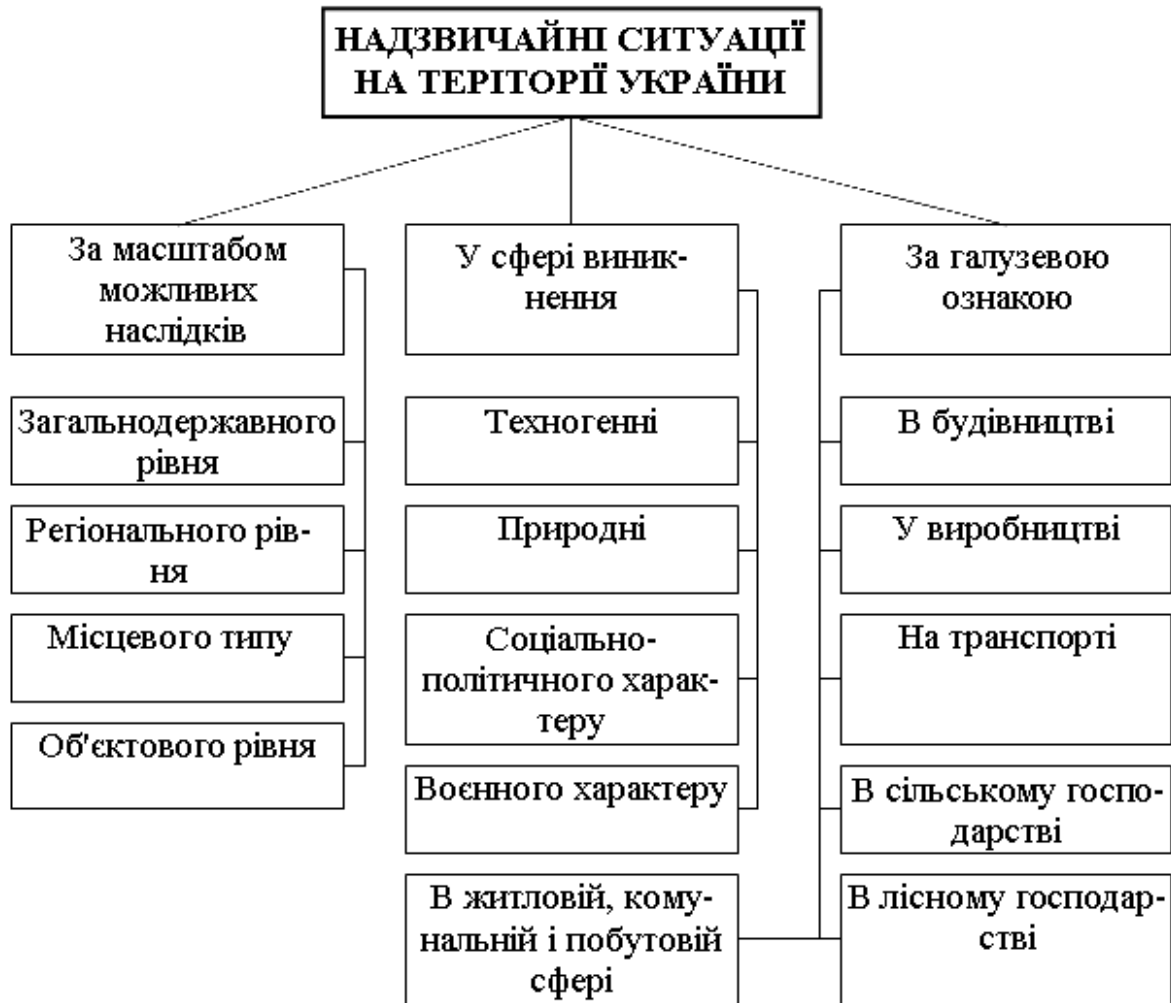 НАДЗВИЧАЙНІ СИТУАЦІЇ
НА ТЕРІТОРІЇ УКРАЇНИ
За масштабом
можливих
наслідків
Загальнодержавного
рівня
Регіонального рів-
ня
Місцевого типу
Об'єктового рівня
У сфері виник-
нення
Техногенні
Природні
Соціально-
політичного харак-
теру
Воєнного характеру
В житловій, кому-
нальній і побутовій
сфері
За галузевою
ознакою
В будівництві
У виробництві
На транспорті
В сільському госпо-
дарстві
В лісному господар-
стві